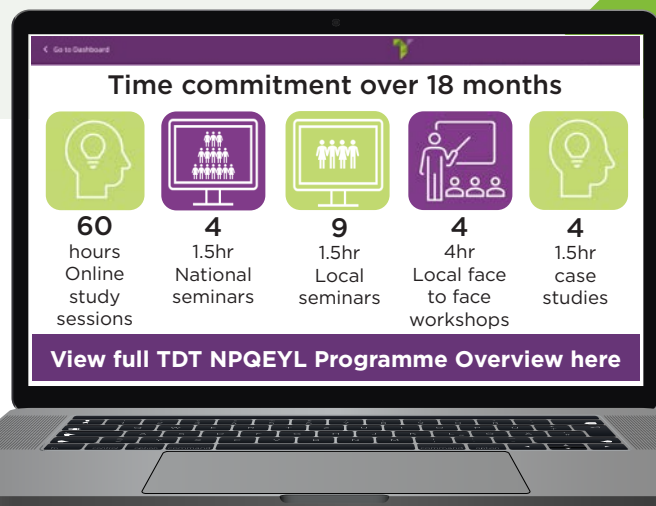 Go to Dashboard
Time commitment over 18 months
60
hours
Online
study
sessions
4
1.5hr
National
seminars
9
1.5hr
Local
seminars
4
4hr
Local face
to face
workshops
4
1.5hr
case
studies
View full TDT NPQEYL Programme Overview here